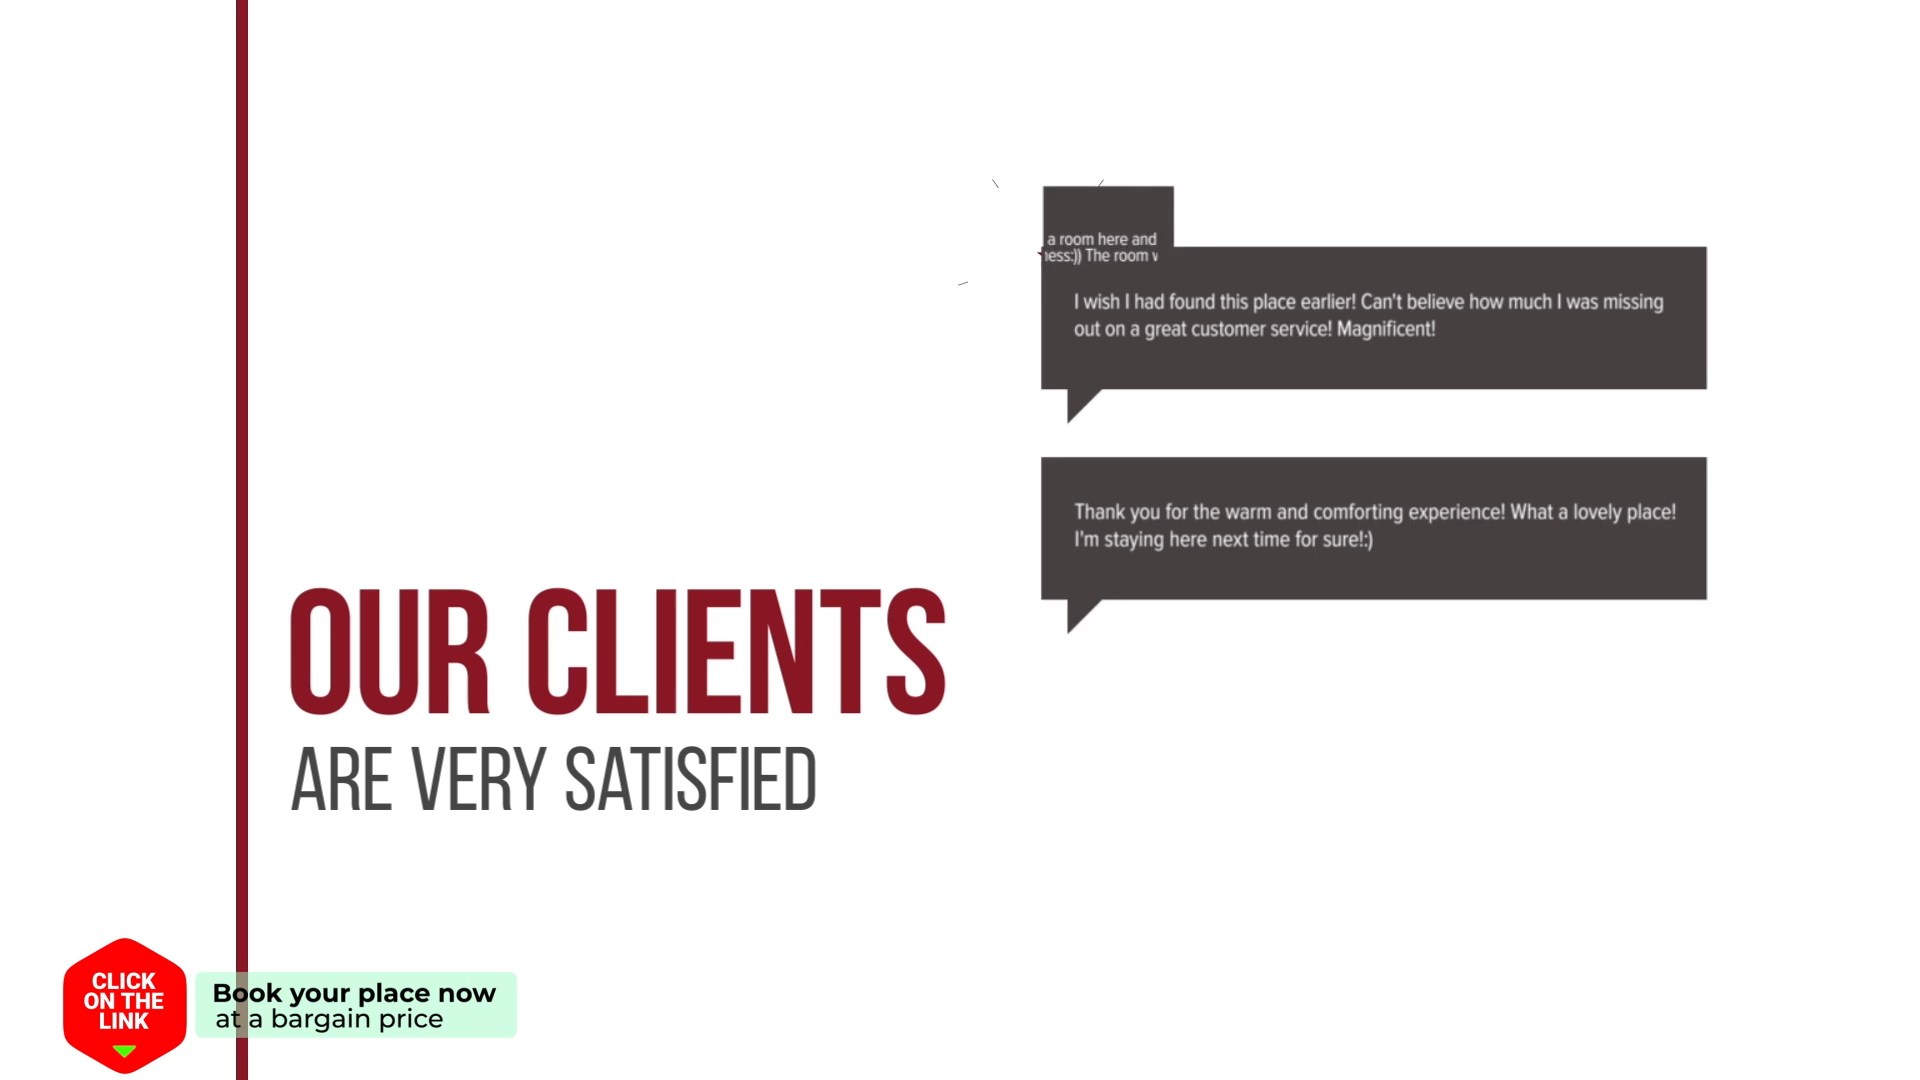 a room here and
ness:)) The room
I wish I had found this place earlier! Can't believe how much I was missing
out on a great customer service! Magnificent!
Thank you for the warm and comforting experience! What a lovely place!
I'm staying here next time for sure!:)
OUR CLIENTS
ARE VERY SATISFIED
CLICK
ON THE
LINK
Book your place now
at a bargain price